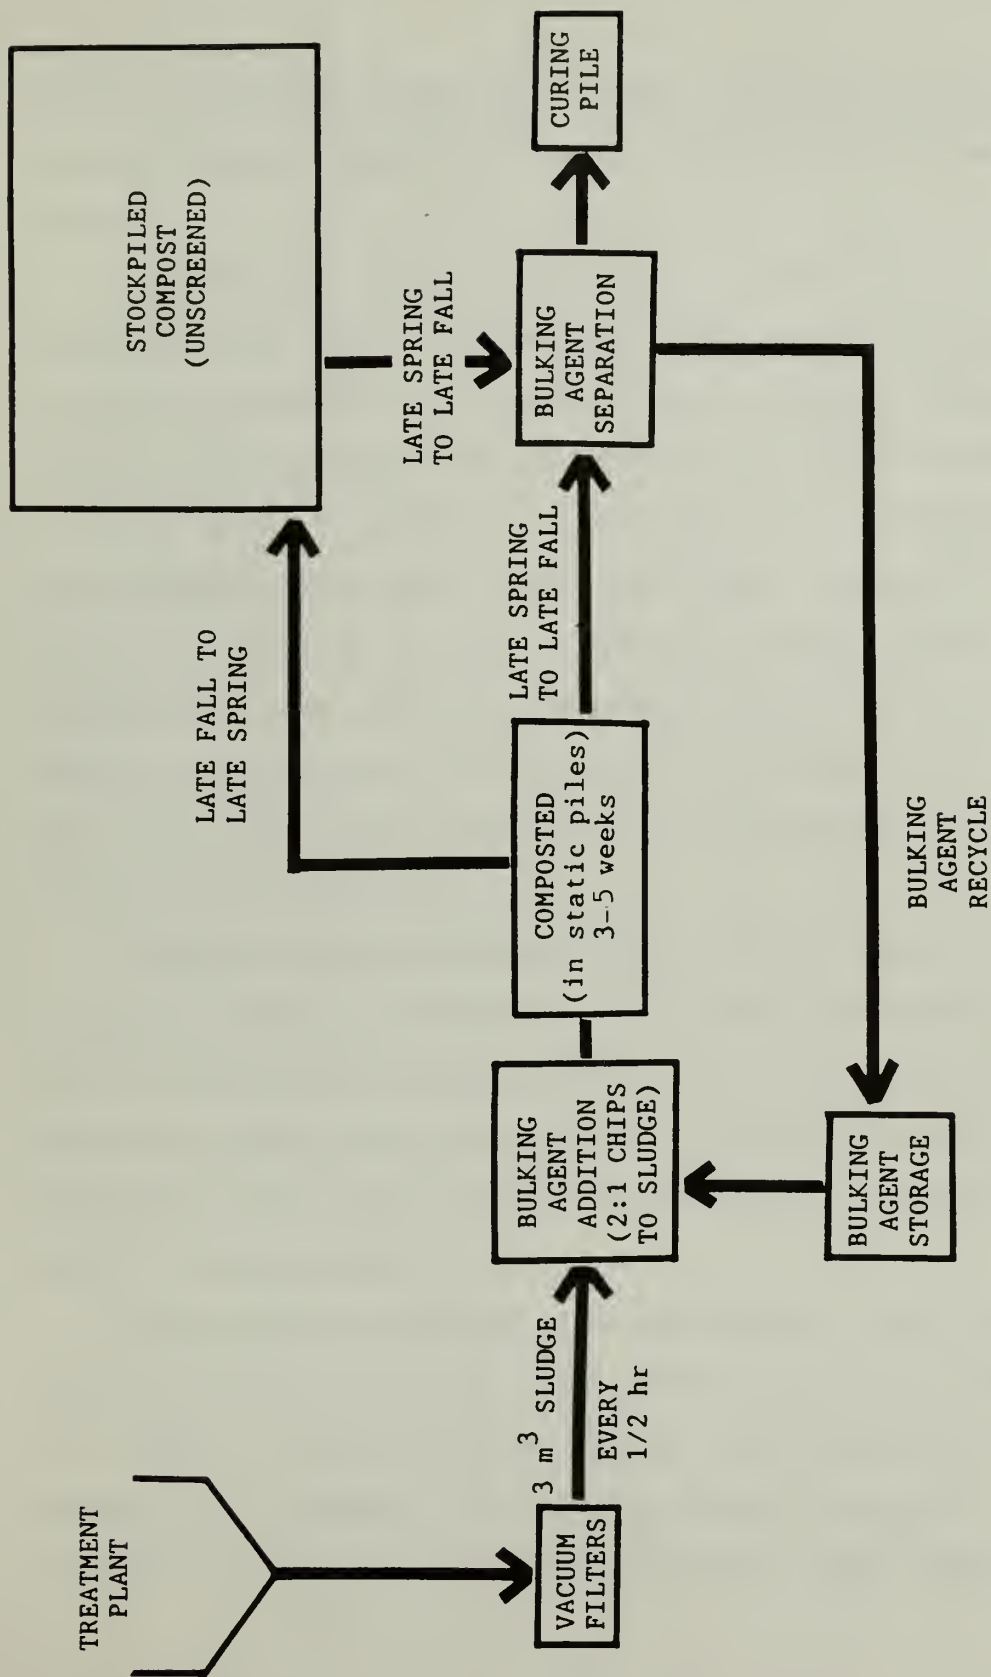 TREATMENT
PLANT
VACUUM
FILTERS
3 m³ SLUDGE
EVERY
1/2 hr
BULKING
AGENT
ADDITION
(2:1 CHIPS
TO SLUDGE)
BULKING
AGENT
STORAGE
COMPOSTED
(in static piles)
3-5 weeks
LATE FALL TO
LATE SPRING
LATE SPRING
TO LATE FALL
STOCKPILED
COMPOST
(UNSCREENED)
LATE SPRING
TO LATE FALL
BULKING
AGENT
SEPARATION
CURING
PILE
BULKING
AGENT
RECYCLE